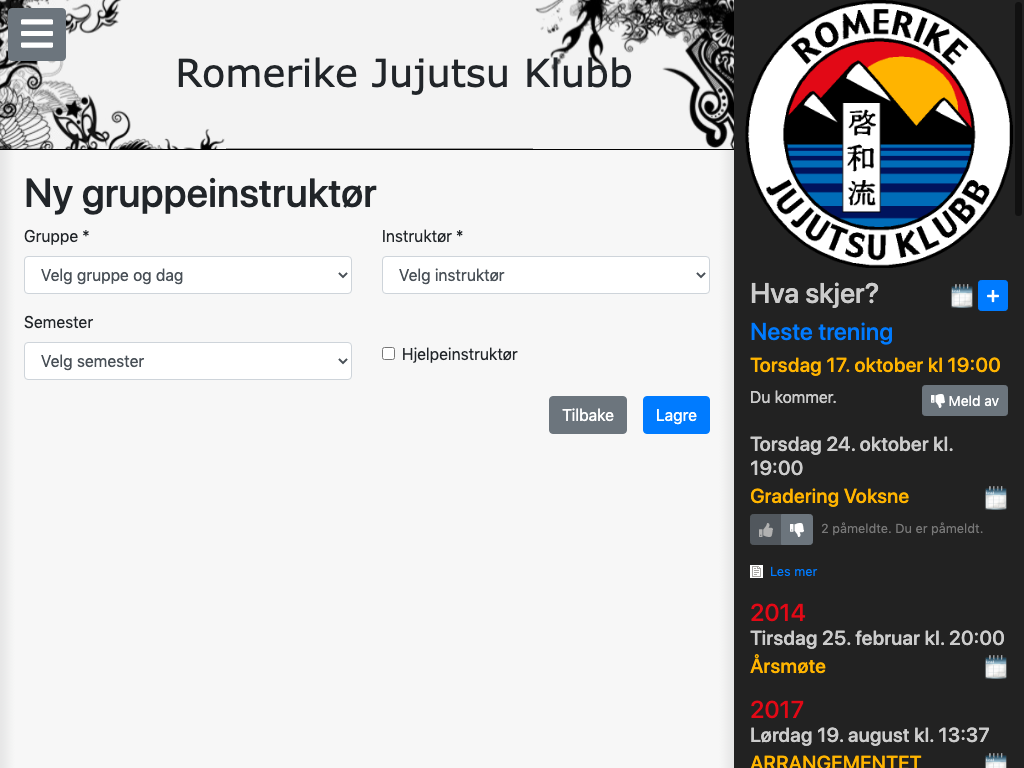 Romerike Jujutsu Klubb
Ny gruppeinstruktør
Gruppe *
Instruktør *
Velg gruppe og dag
Velg instruktør
Semester
Velg semester
Hjelpeinstruktør
Tilbake
Lagre
ROMERIKE
啓和流
JUJUTSU KLUBB
Hva skjer?
+
Neste trening
Torsdag 17. oktober kl 19:00
Du kommer.
Meld av
Torsdag 24. oktober kl.
19:00
Gradering Voksne
2 påmeldte. Du er påmeldt.
Les mer
2014
Tirsdag 25. februar kl. 20:00
Årsmøte
2017
Lørdag 19. august kl. 13:37
ARRANGEMENTET